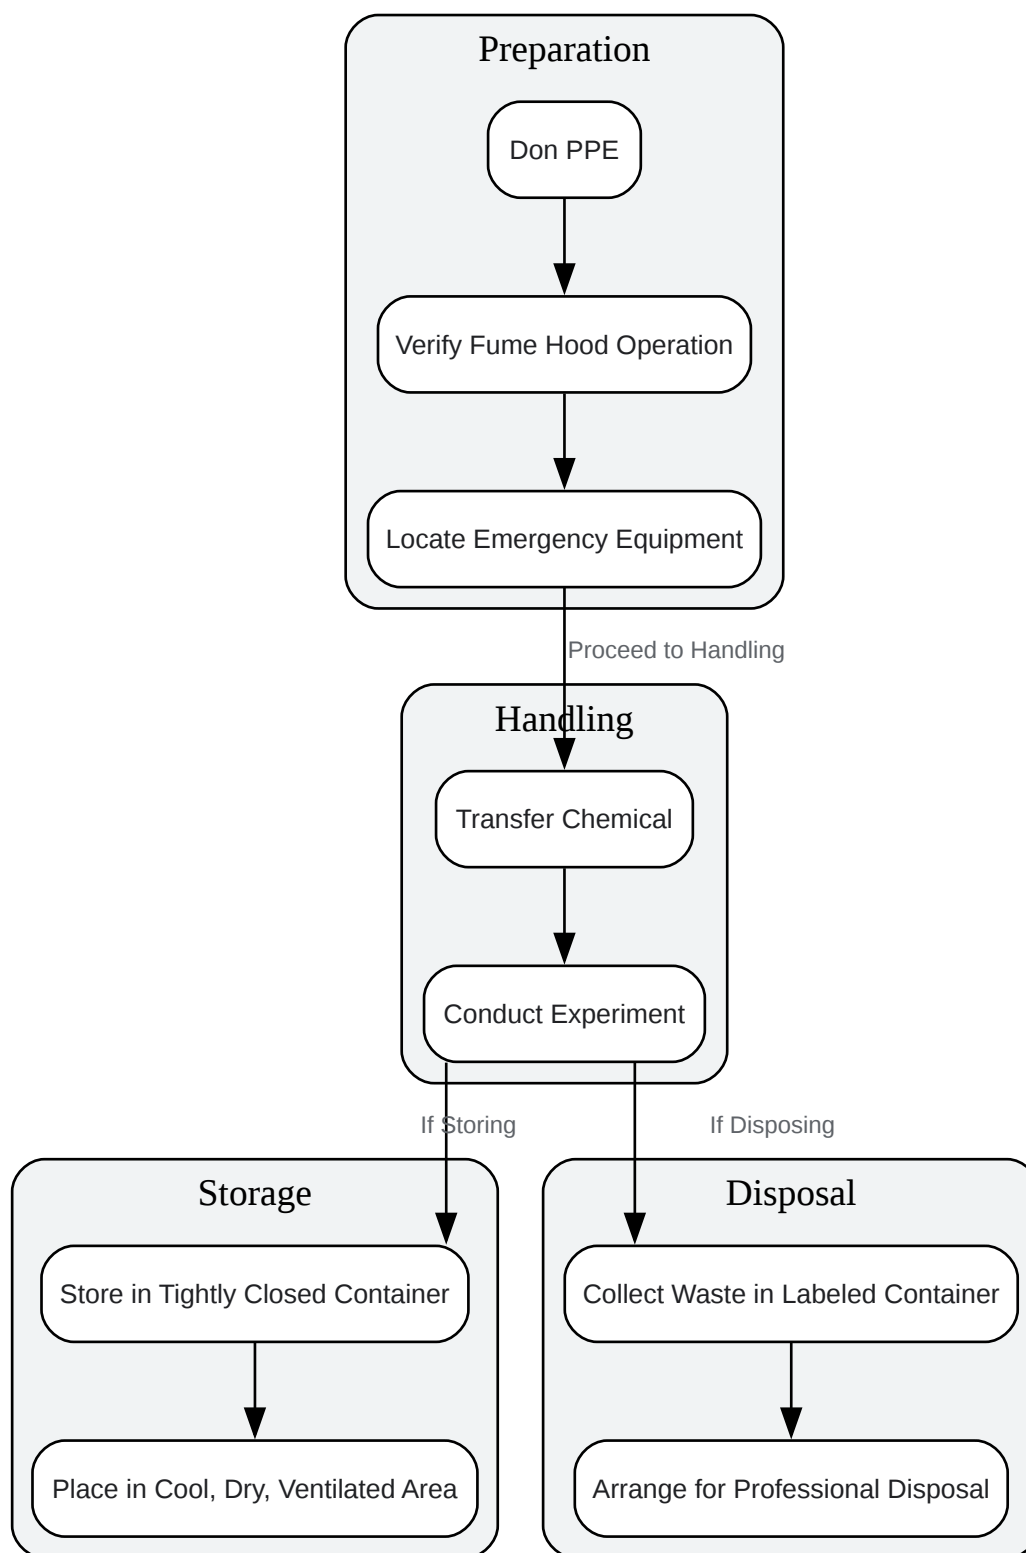 Preparation
Don PPE
Verify Fume Hood Operation
Locate Emergency Equipment
Proceed to Handling
Handling
Transfer Chemical
Conduct Experiment
If Storing
If Disposing
Storage
Disposal
Store in Tightly Closed Container
Collect Waste in Labeled Container
Place in Cool, Dry, Ventilated Area
Arrange for Professional Disposal